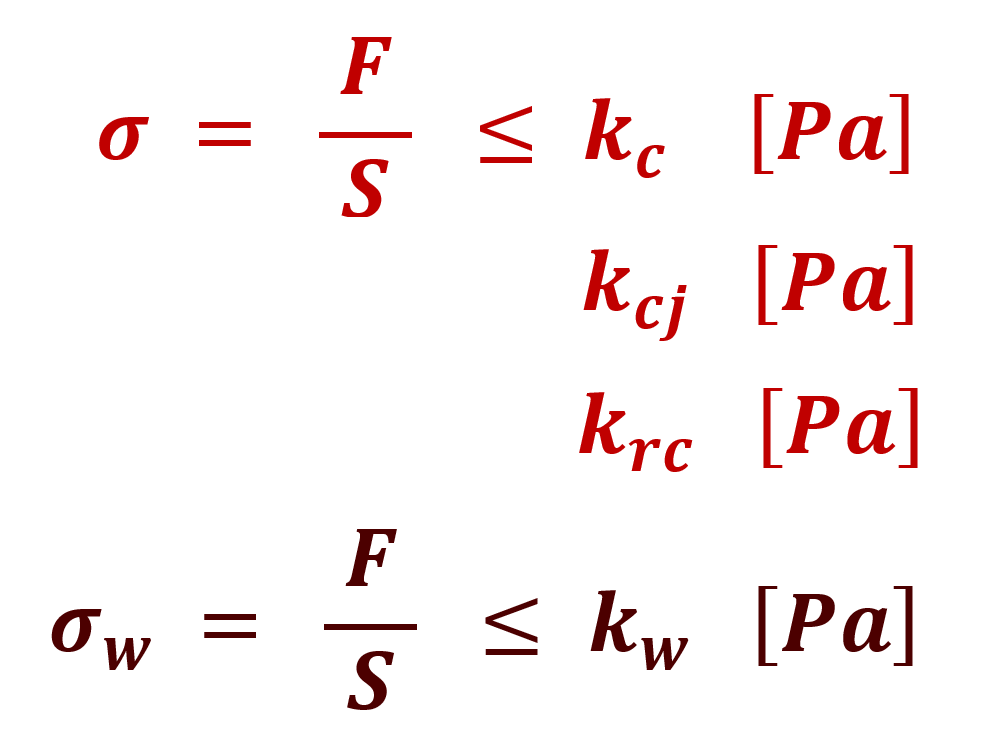 σ = F/S ≤ k_c [Pa]
k_cj [Pa]
k_rc [Pa]
σ_w = F/S ≤ k_w [Pa]